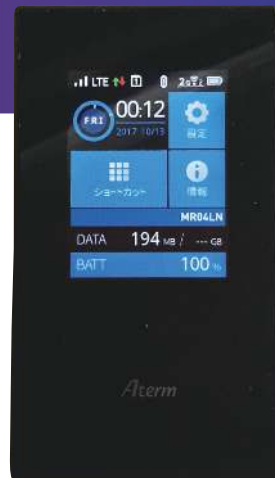 LTE
FRI
00:12
2017 10/13
設定
ショートカット
情報
MR04LN
DATA 194 MB / --- GB
BATT 100 %
Aterm